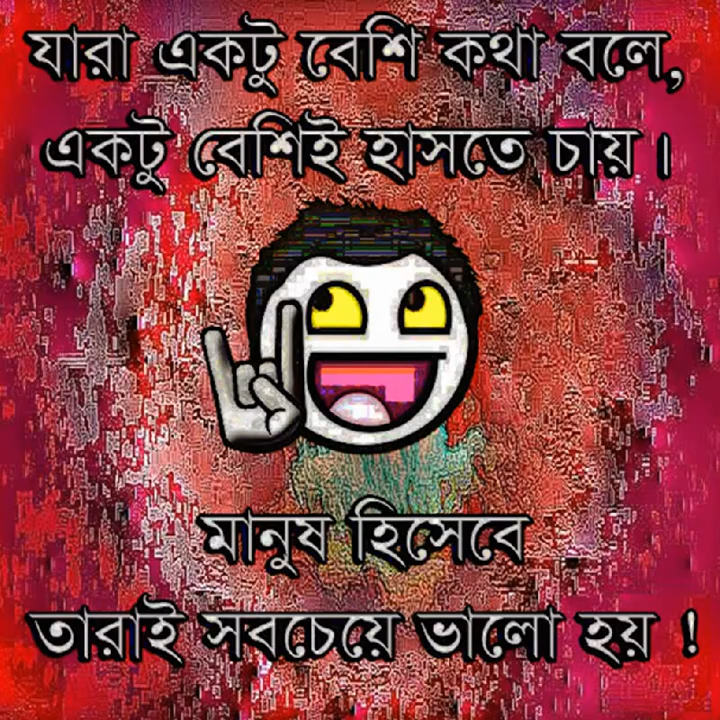 যারা একটু বেশি কথা বলে,
একটু বেশিই হাসতে চায়।
মানুষ হিসেবে
তারাই সবচেয়ে ভালো হয় !